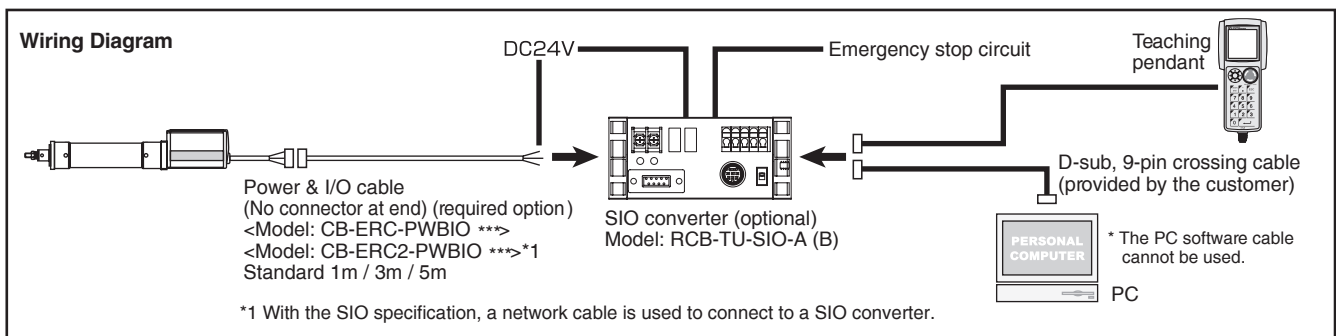 Wiring Diagram
DC24V
Emergency stop circuit
Teaching
pendant
Power & I/O cable
(No connector at end) (required option)
<Model: CB-ERC-PWBIO ***>
<Model: CB-ERC2-PWBIO ***>*1
Standard 1m / 3m / 5m
SIO converter (optional)
Model: RCB-TU-SIO-A (B)
D-sub, 9-pin crossing cable
(provided by the customer)
PERSONAL
COMPUTER
* The PC software cable
cannot be used.
PC
*1 With the SIO specification, a network cable is used to connect to a SIO converter.